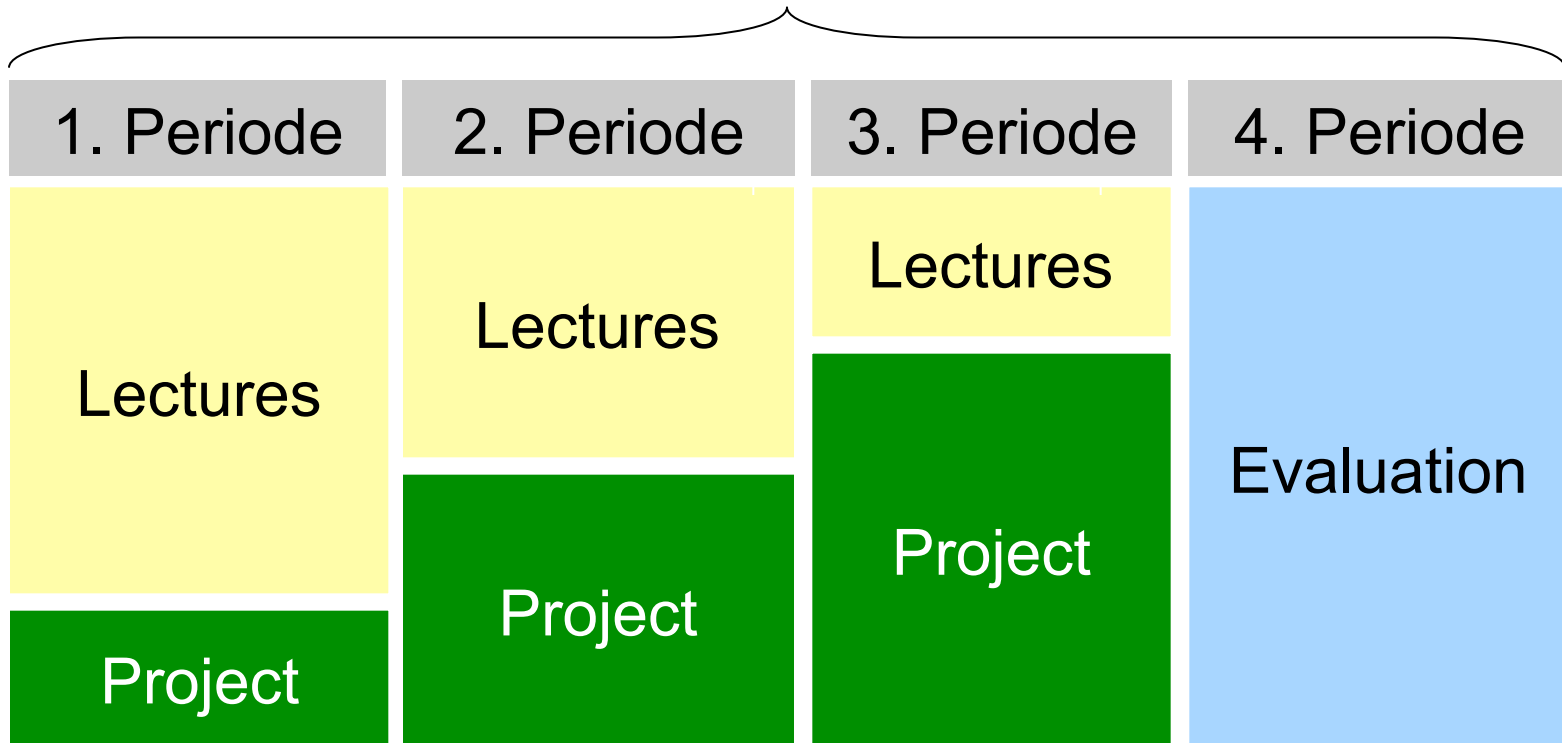 1. Periode
2. Periode
3. Periode
4. Periode
Lectures
Project
Lectures
Project
Lectures
Project
Evaluation